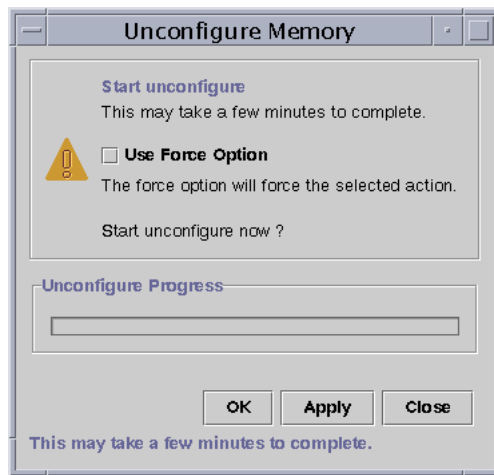 Unconfigure Memory
Start unconfigure
This may take a few minutes to complete.
Use Force Option
The force option will force the selected action.
Start unconfigure now ?
Unconfigure Progress
OK Apply Close
This may take a few minutes to complete.